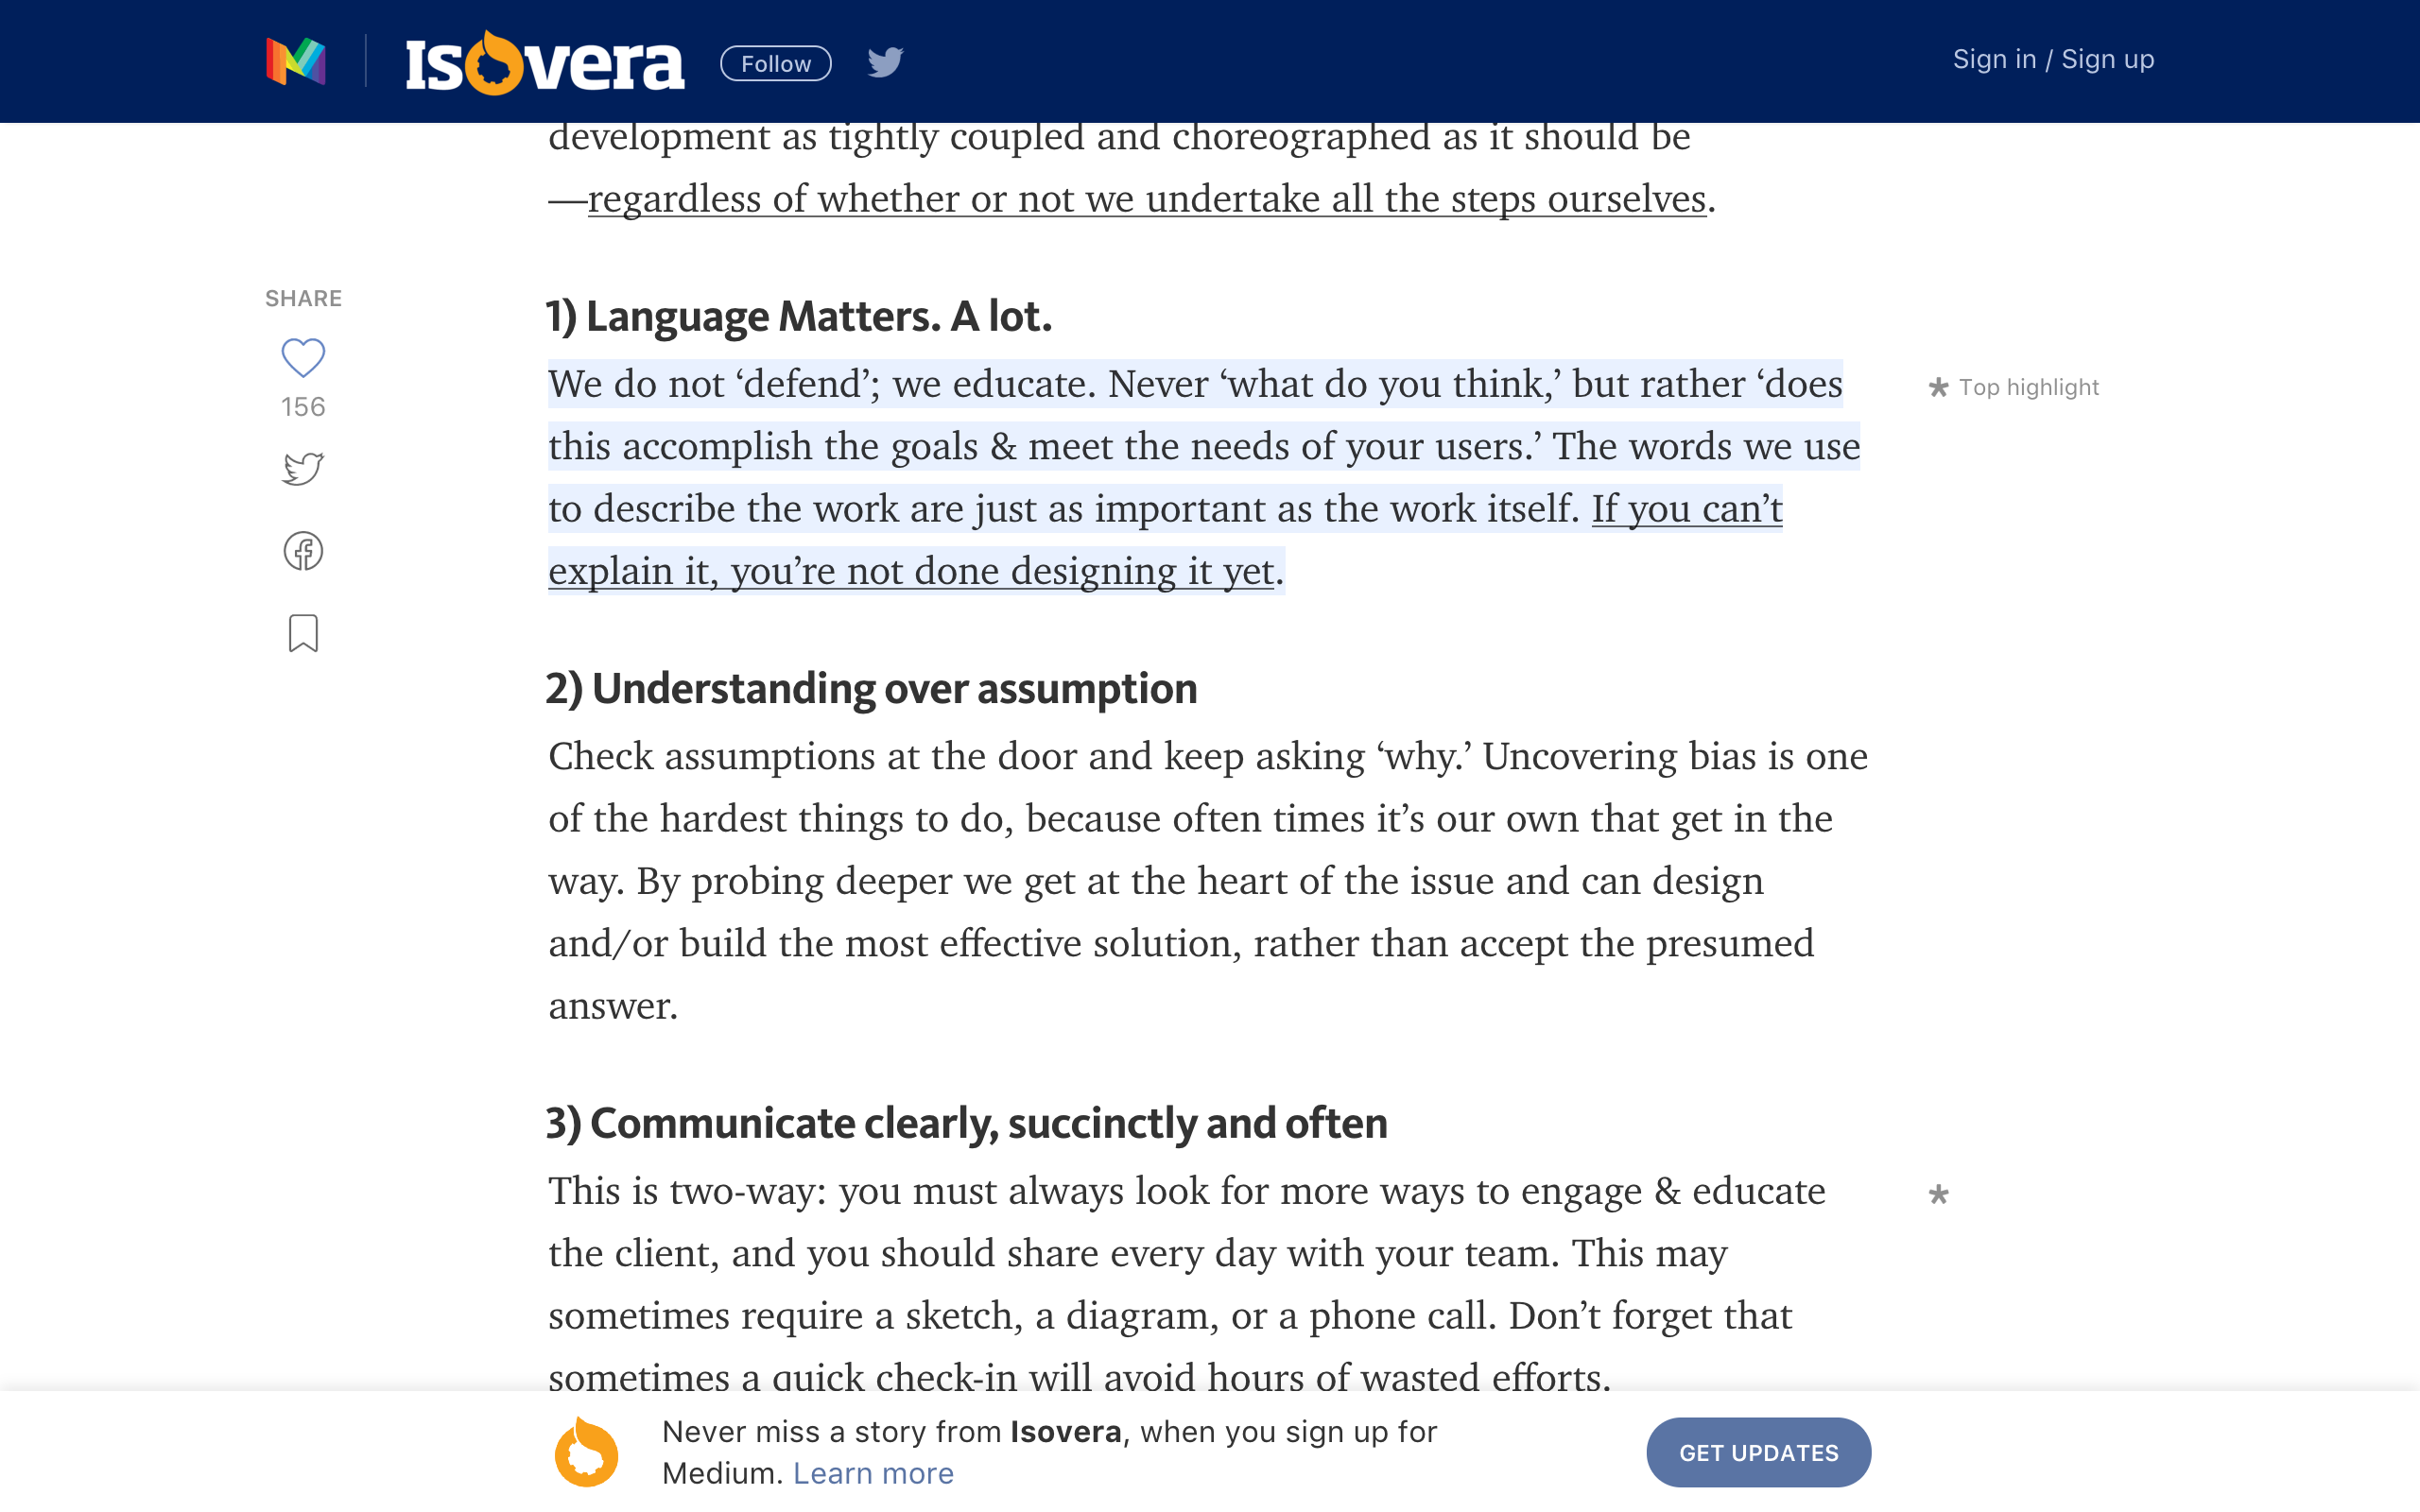 Isovera
Follow
Sign in / Sign up
development as tightly coupled and choreographed as it should be
—regardless of whether or not we undertake all the steps ourselves.
SHARE
156
1) Language Matters. A lot.
We do not ‘defend’; we educate. Never ‘what do you think,’ but rather ‘does
this accomplish the goals & meet the needs of your users.’ The words we use
to describe the work are just as important as the work itself. If you can’t
explain it, you’re not done designing it yet.
Top highlight
2) Understanding over assumption
Check assumptions at the door and keep asking ‘why.’ Uncovering bias is one
of the hardest things to do, because often times it’s our own that get in the
way. By probing deeper we get at the heart of the issue and can design
and/or build the most effective solution, rather than accept the presumed
answer.
3) Communicate clearly, succinctly and often
This is two-way: you must always look for more ways to engage & educate
the client, and you should share every day with your team. This may
sometimes require a sketch, a diagram, or a phone call. Don’t forget that
sometimes a quick check-in will avoid hours of wasted efforts.
Never miss a story from Isovera, when you sign up for
Medium. Learn more
GET UPDATES